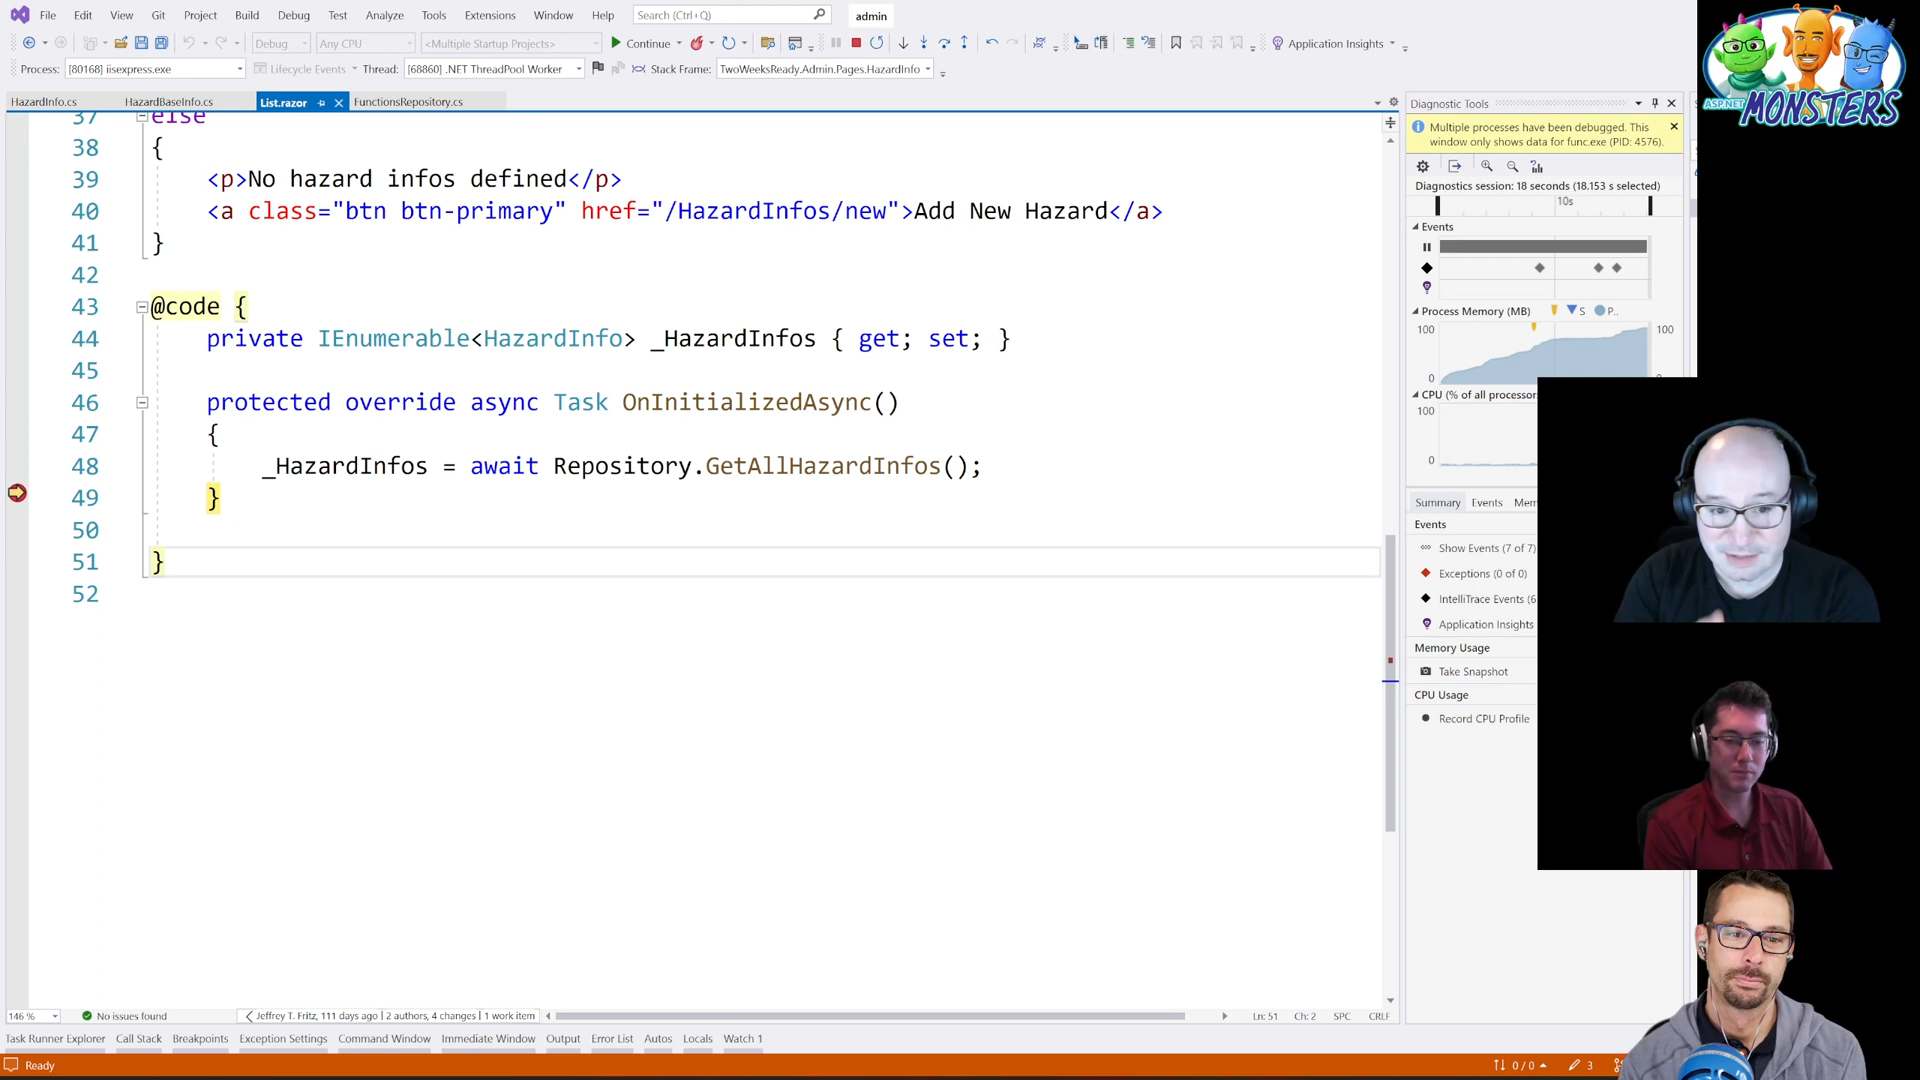 File Edit View Git Project Build Debug Test Analyze Tools Extensions Window Help Search (Ctrl+Q) admin
Debug Any CPU <Multiple Startup Projects> Continue Application Insights
Process: [80168] iisexpress.exe Lifecycle Events Thread: [68860] .NET ThreadPool Worker Stack Frame: TwoWeeksReady.Admin.Pages.HazardInfo
HazardInfo.cs HazardBaseInfo.cs List.razor FunctionsRepository.cs
37 else
38 {
39 <p>No hazard infos defined</p>
40 <a class="btn btn-primary" href="/HazardInfos/new">Add New Hazard</a>
41 }
42
43 @code {
44 private IEnumerable<HazardInfo> _HazardInfos { get; set; }
45
46 protected override async Task OnInitializedAsync()
47 {
48 _HazardInfos = await Repository.GetAllHazardInfos();
49 }
50
51 }
52
146 % No issues found Jeffrey T. Fritz, 111 days ago | 2 authors, 4 changes | 1 work item Ln: 51 Ch: 2 SPC CRLF
Task Runner Explorer Call Stack Breakpoints Exception Settings Command Window Immediate Window Output Error List Autos Locals Watch 1
Ready 0 / 0 3
Diagnostic Tools
Multiple processes have been debugged. This
window only shows data for func.exe (PID: 4576).
Diagnostics session: 18 seconds (18.153 s selected)
10s
Events
Process Memory (MB) S P..
100 100
0 0
CPU (% of all processors
100
0
Summary Events Mem
Events
Show Events (7 of 7)
Exceptions (0 of 0)
IntelliTrace Events (6
Application Insights
Memory Usage
Take Snapshot
CPU Usage
Record CPU Profile
ASP.NET
MONSTERS